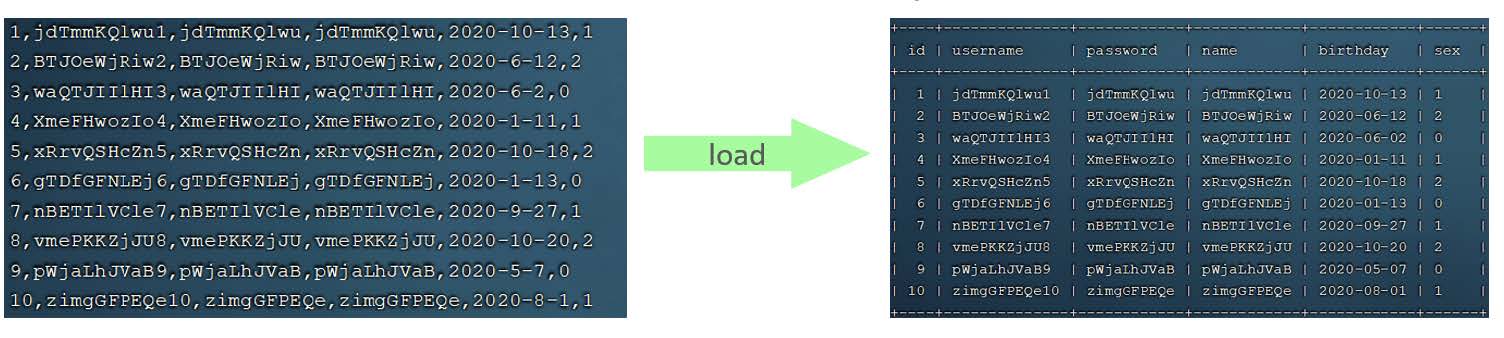 1,jdTmmKQlwu1,jdTmmKQlwu,jdTmmKQlwu,2020-10-13,1
2,BTJOeWjRiw2,BTJOeWjRiw,BTJOeWjRiw,2020-6-12,2
3,waQTJIIlHI3,waQTJIIlHI,waQTJIIlHI,2020-6-2,0
4,XmeFHwozIo4,XmeFHwozIo,XmeFHwozIo,2020-1-11,1
5,xRrvQSHcZn5,xRrvQSHcZn,xRrvQSHcZn,2020-10-18,2
6,gTDfGFNLEj6,gTDfGFNLEj,gTDfGFNLEj,2020-1-13,0
7,nBETIlVCle7,nBETIlVCle,nBETIlVCle,2020-9-27,1
8,vmePKKZjJU8,vmePKKZjJU,vmePKKZjJU,2020-10-20,2
9,pWjaLhJVaB9,pWjaLhJVaB,pWjaLhJVaB,2020-5-7,0
10,zimgGFPEQe10,zimgGFPEQe,zimgGFPEQe,2020-8-1,1
load
+----+--------------+------------+------------+------------+------+
| id | username | password | name | birthday | sex |
+----+--------------+------------+------------+------------+------+
| 1 | jdTmmKQlwu1 | jdTmmKQlwu | jdTmmKQlwu | 2020-10-13 | 1 |
| 2 | BTJOeWjRiw2 | BTJOeWjRiw | BTJOeWjRiw | 2020-06-12 | 2 |
| 3 | waQTJIIlHI3 | waQTJIIlHI | waQTJIIlHI | 2020-06-02 | 0 |
| 4 | XmeFHwozIo4 | XmeFHwozIo | XmeFHwozIo | 2020-01-11 | 1 |
| 5 | xRrvQSHcZn5 | xRrvQSHcZn | xRrvQSHcZn | 2020-10-18 | 2 |
| 6 | gTDfGFNLEj6 | gTDfGFNLEj | gTDfGFNLEj | 2020-01-13 | 0 |
| 7 | nBETIlVCle7 | nBETIlVCle | nBETIlVCle | 2020-09-27 | 1 |
| 8 | vmePKKZjJU8 | vmePKKZjJU | vmePKKZjJU | 2020-10-20 | 2 |
| 9 | pWjaLhJVaB9 | pWjaLhJVaB | pWjaLhJVaB | 2020-05-07 | 0 |
| 10 | zimgGFPEQe10 | zimgGFPEQe | zimgGFPEQe | 2020-08-01 | 1 |
+----+--------------+------------+------------+------------+------+